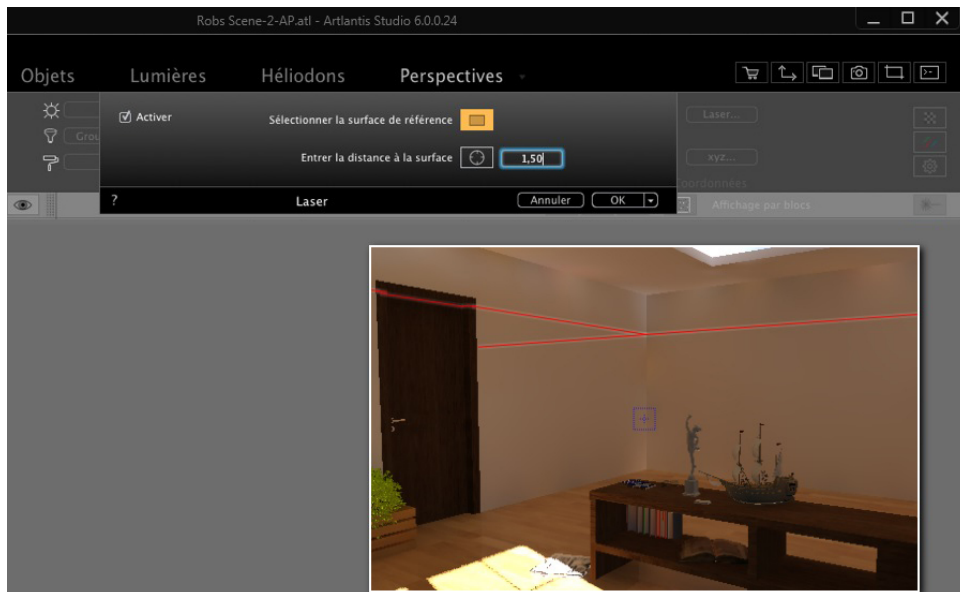 Robs Scene-2-AP.atl - Artlantis Studio 6.0.0.24
Objets Lumières Héliodons Perspectives
Activer Sélectionner la surface de référence Laser...
Grou
Entrer la distance à la surface 1,50 xyz...
oordonnées
? Laser Annuler OK Affichage par blocs